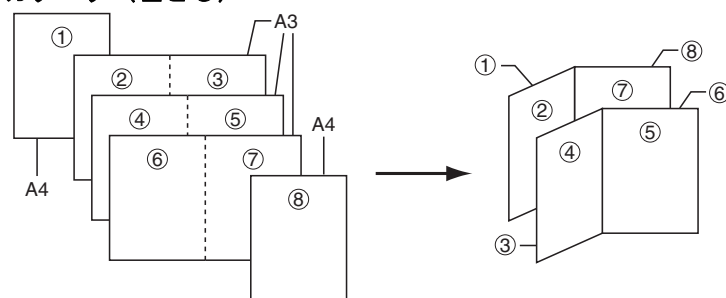 ① A3 ⑧
② ③ ①
④ ⑤ ② ⑦ ⑥
⑥ ⑦ A4 ④ ⑤
A4 ⑧
③